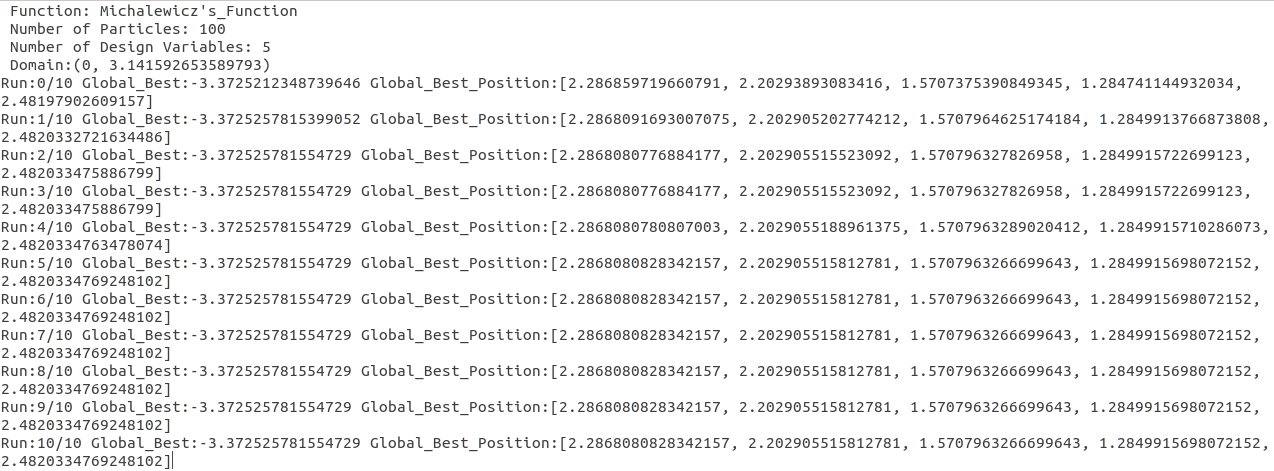 Function: Michalewicz's_Function
Number of Particles: 100
Number of Design Variables: 5
Domain:(0, 3.141592653589793)
Run:0/10 Global_Best:-3.3725212348739646 Global_Best_Position:[2.286859719660791, 2.20293893083416, 1.5707375390849345, 1.284741144932034,
2.48197902609157]
Run:1/10 Global_Best:-3.3725257815399052 Global_Best_Position:[2.2868091693007075, 2.202905202774212, 1.5707964625174184, 1.2849913766873808,
2.4820332721634486]
Run:2/10 Global_Best:-3.372525781554729 Global_Best_Position:[2.2868080776884177, 2.202905515523092, 1.570796327826958, 1.2849915722699123,
2.482033475886799]
Run:3/10 Global_Best:-3.372525781554729 Global_Best_Position:[2.2868080776884177, 2.202905515523092, 1.570796327826958, 1.2849915722699123,
2.482033475886799]
Run:4/10 Global_Best:-3.372525781554729 Global_Best_Position:[2.2868080780807003, 2.2029055188961375, 1.5707963289020412, 1.2849915710286073,
2.4820334763478074]
Run:5/10 Global_Best:-3.372525781554729 Global_Best_Position:[2.2868080828342157, 2.202905515812781, 1.5707963266699643, 1.2849915698072152,
2.4820334769248102]
Run:6/10 Global_Best:-3.372525781554729 Global_Best_Position:[2.2868080828342157, 2.202905515812781, 1.5707963266699643, 1.2849915698072152,
2.4820334769248102]
Run:7/10 Global_Best:-3.372525781554729 Global_Best_Position:[2.2868080828342157, 2.202905515812781, 1.5707963266699643, 1.2849915698072152,
2.4820334769248102]
Run:8/10 Global_Best:-3.372525781554729 Global_Best_Position:[2.2868080828342157, 2.202905515812781, 1.5707963266699643, 1.2849915698072152,
2.4820334769248102]
Run:9/10 Global_Best:-3.372525781554729 Global_Best_Position:[2.2868080828342157, 2.202905515812781, 1.5707963266699643, 1.2849915698072152,
2.4820334769248102]
Run:10/10 Global_Best:-3.372525781554729 Global_Best_Position:[2.2868080828342157, 2.202905515812781, 1.5707963266699643, 1.2849915698072152,
2.4820334769248102]